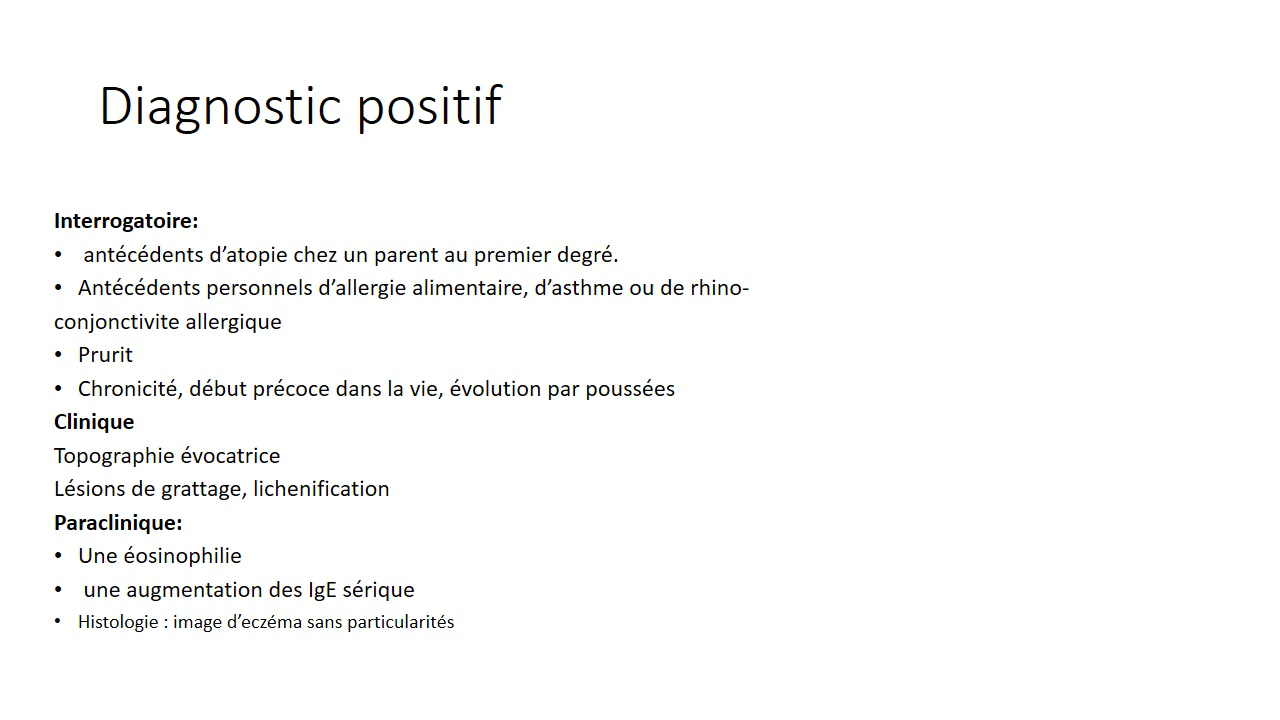 Diagnostic positif
Interrogatoire:
• antécédents d’atopie chez un parent au premier degré.
• Antécédents personnels d’allergie alimentaire, d’asthme ou de rhino-
conjonctivite allergique
• Prurit
• Chronicité, début précoce dans la vie, évolution par poussées
Clinique
Topographie évocatrice
Lésions de grattage, lichenification
Paraclinique:
• Une éosinophilie
• une augmentation des IgE sérique
• Histologie : image d’eczéma sans particularités